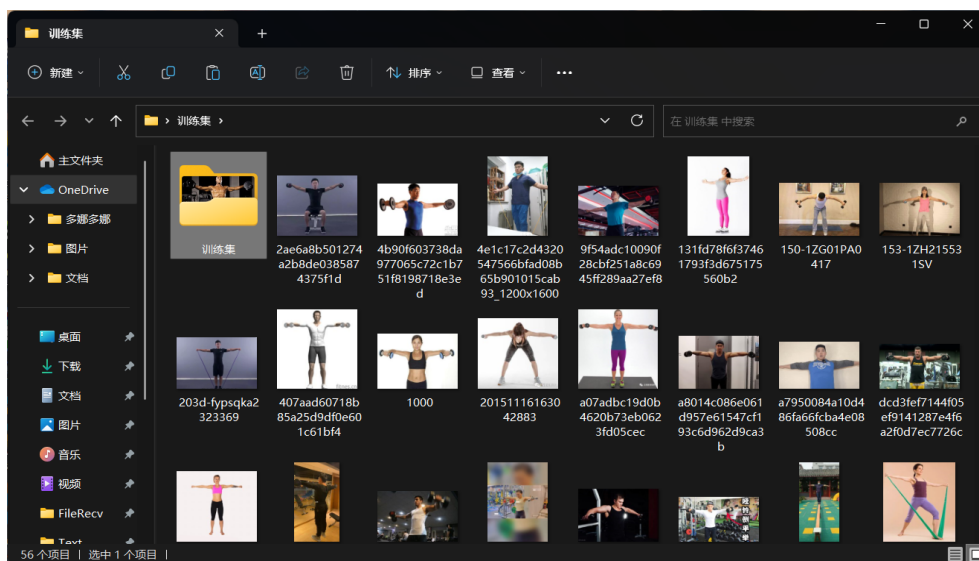 训练集
新建
排序
查看
训练集
在 训练集 中搜索
主文件夹
OneDrive
多娜多娜
图片
文档
桌面
下载
文档
图片
音乐
视频
FileRecv
Text
训练集
2ae6a8b501274
a2b8de038587
4375f1d
4b90f603738da
977065c72c1b7
51f8198718e3e
d
4e1c17c2d4320
547566bfad08b
65b901015cab
93_1200x1600
9f54adc10090f
28cbf251a8c69
45ff289aa27ef8
131fd78f6f3746
1793f3d675175
560b2
150-1ZG01PA0
417
153-1ZH21553
1SV
203d-fypsqka2
323369
407aad60718b
85a25d9df0e60
1c61bf4
1000
201511161630
42883
a07adbc19d0b
4620b73eb062
3fd05cec
a8014c086e061
d957e61547cf1
93c6d962d9ca3
b
a7950084a10d4
86fa66fcba4e08
508cc
dcd3fef7144f05
ef9141287e4f6
a2f0d7ec7726c
56 个项目
选中 1 个项目